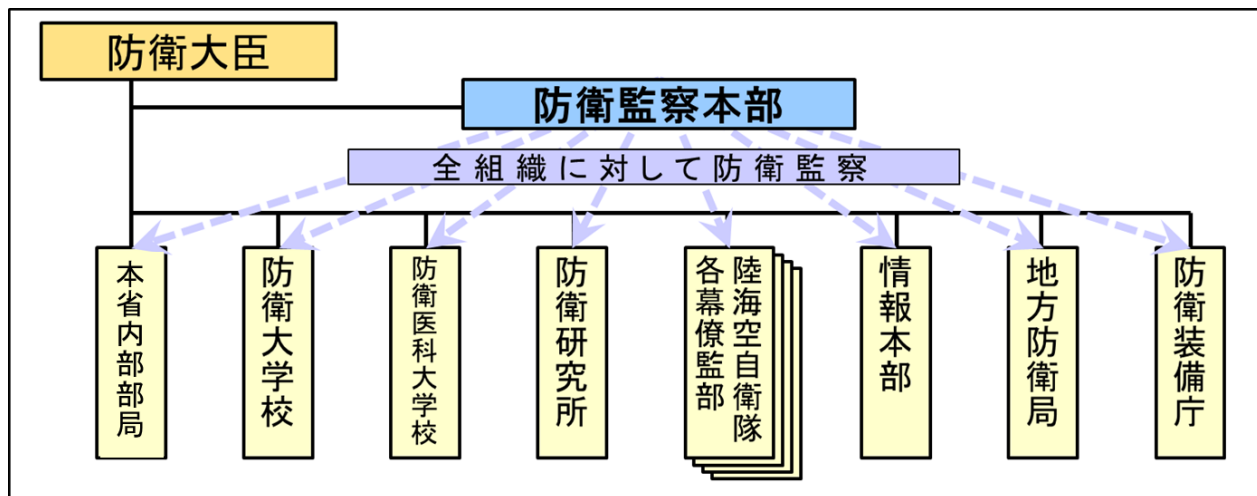 防衛大臣
防衛監察本部
全組織に対して防衛監察
本省内部部局
防衛大学校
防衛医科大学校
防衛研究所
陸海空自衛隊
各幕僚監部
情報本部
地方防衛局
防衛装備庁